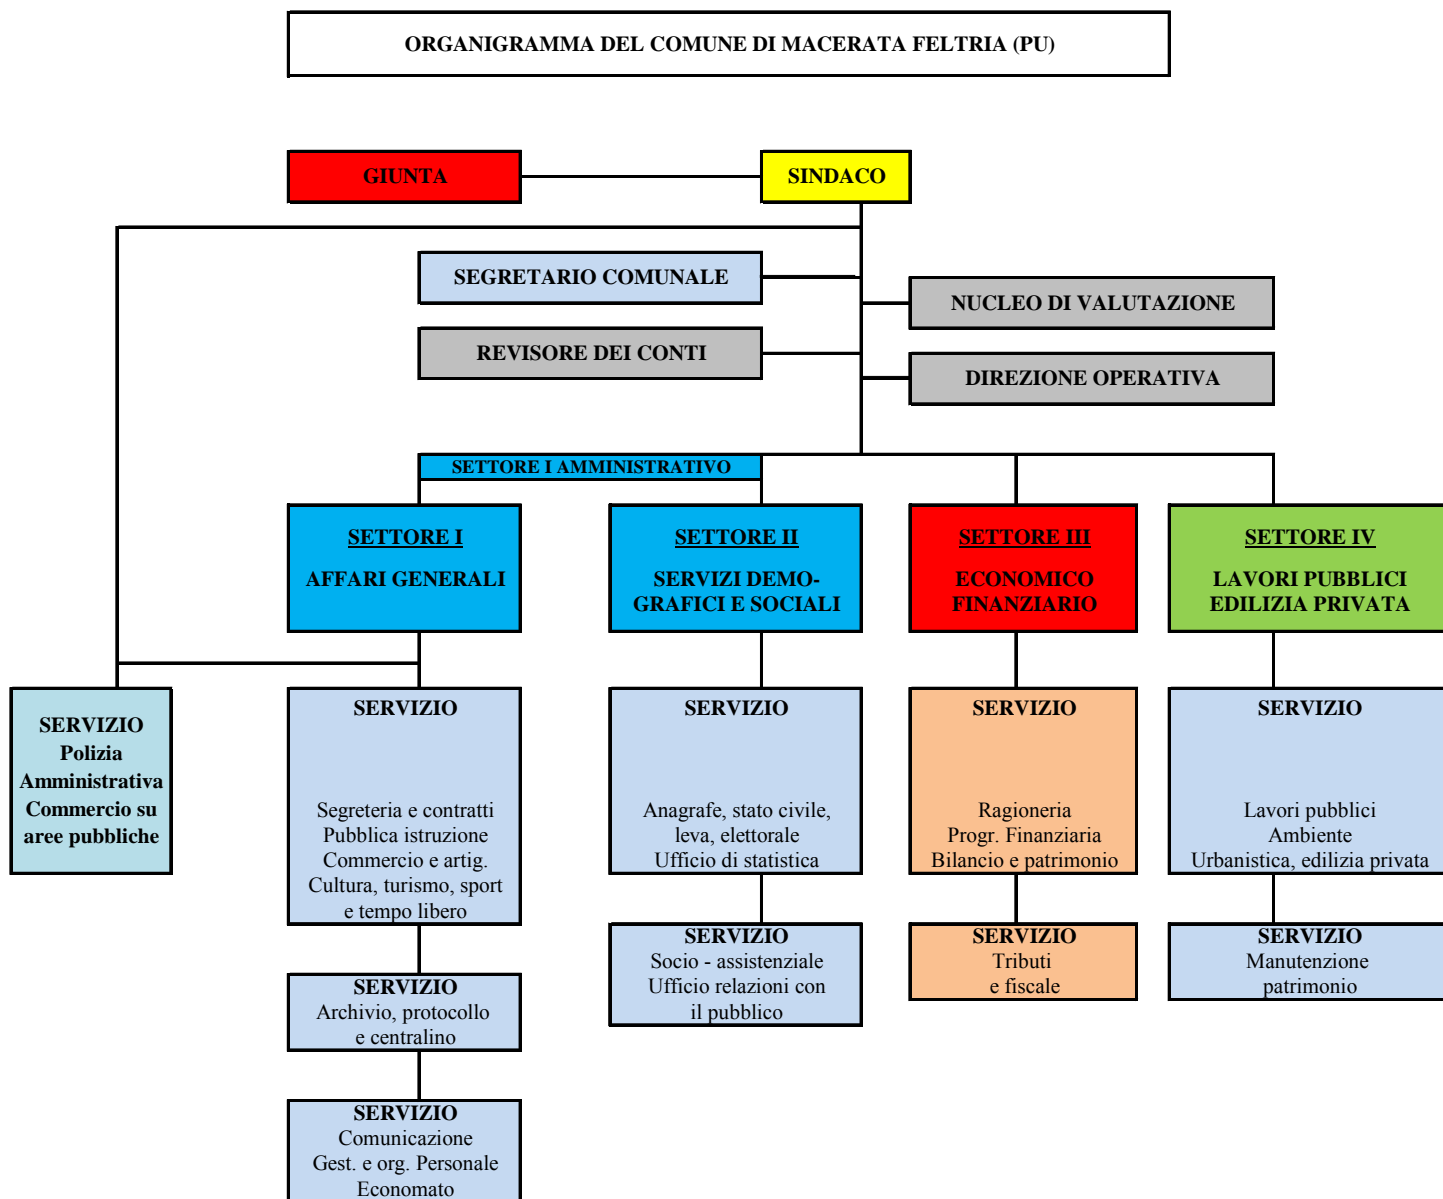 ORGANIGRAMMA DEL COMUNE DI MACERATA FELTRIA (PU)
GIUNTA
SINDACO
SEGRETARIO COMUNALE
NUCLEO DI VALUTAZIONE
REVISORE DEI CONTI
DIREZIONE OPERATIVA
SETTORE I AMMINISTRATIVO
SETTORE I
AFFARI GENERALI
SETTORE II
SERVIZI DEMO-
GRAFICI E SOCIALI
SETTORE III
ECONOMICO
FINANZIARIO
SETTORE IV
LAVORI PUBBLICI
EDILIZIA PRIVATA
SERVIZIO
Polizia
Amministrativa
Commercio su
aree pubbliche
SERVIZIO
Segreteria e contratti
Pubblica istruzione
Commercio e artig.
Cultura, turismo, sport
e tempo libero
SERVIZIO
Anagrafe, stato civile,
leva, elettorale
Ufficio di statistica
SERVIZIO
Ragioneria
Progr. Finanziaria
Bilancio e patrimonio
SERVIZIO
Lavori pubblici
Ambiente
Urbanistica, edilizia privata
SERVIZIO
Archivio, protocollo
e centralino
SERVIZIO
Socio - assistenziale
Ufficio relazioni con
il pubblico
SERVIZIO
Tributi
e fiscale
SERVIZIO
Manutenzione
patrimonio
SERVIZIO
Comunicazione
Gest. e org. Personale
Economato